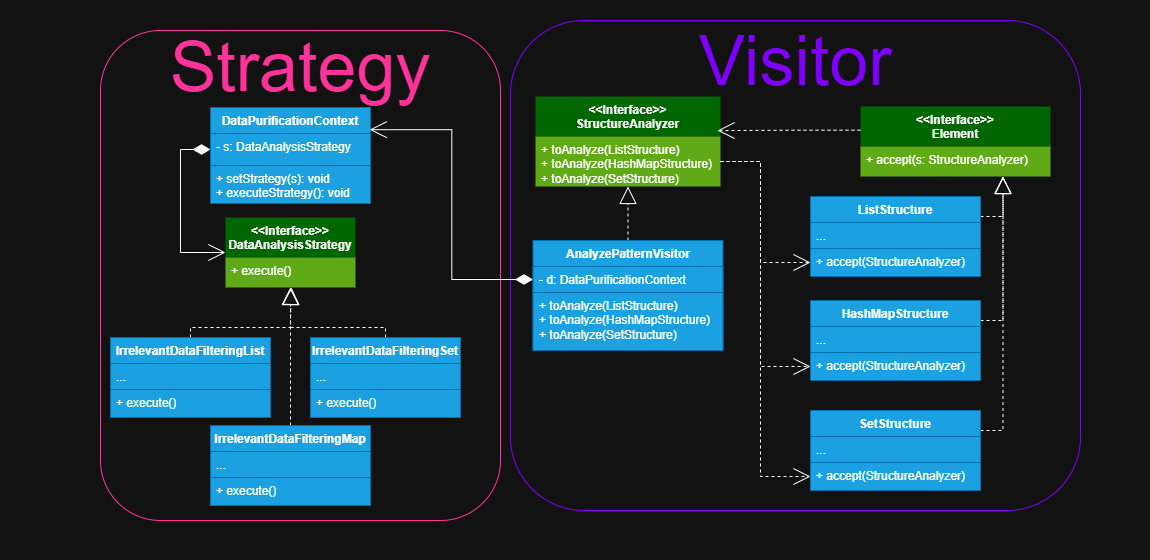 Strategy
DataPurificationContext
- s: DataAnalysisStrategy
+ setStrategy(s): void
+ executeStrategy(): void
<<Interface>>
DataAnalysisStrategy
+ execute()
IrrelevantDataFilteringList
...
+ execute()
IrrelevantDataFilteringSet
...
+ execute()
IrrelevantDataFilteringMap
...
+ execute()
Visitor
<<Interface>>
StructureAnalyzer
+ toAnalyze(ListStructure)
+ toAnalyze(HashMapStructure)
+ toAnalyze(SetStructure)
<<Interface>>
Element
+ accept(s: StructureAnalyzer)
AnalyzePatternVisitor
- d: DataPurificationContext
+ toAnalyze(ListStructure)
+ toAnalyze(HashMapStructure)
+ toAnalyze(SetStructure)
ListStructure
...
+ accept(StructureAnalyzer)
HashMapStructure
...
+ accept(StructureAnalyzer)
SetStructure
...
+ accept(StructureAnalyzer)